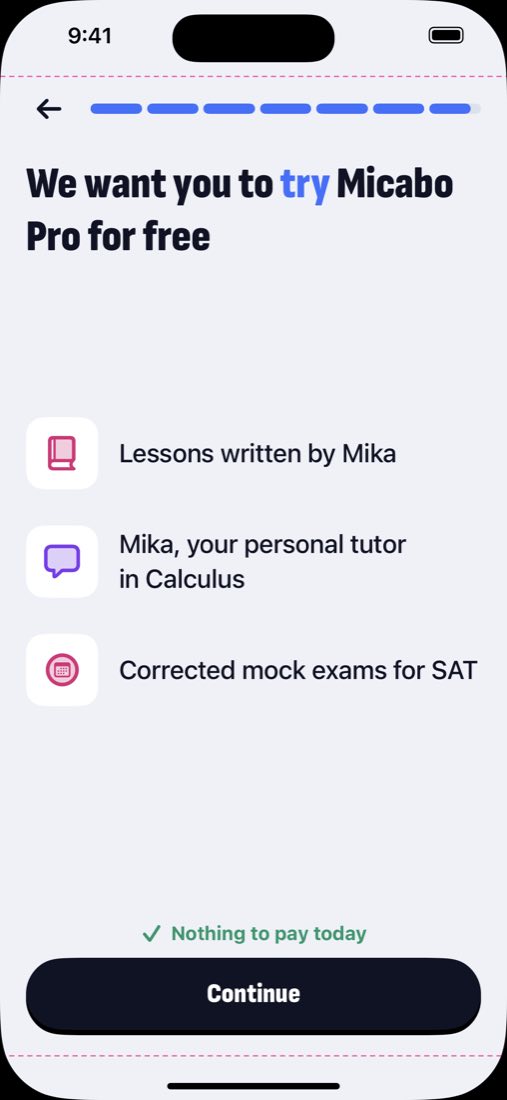 9:41
We want you to try Micabo
Pro for free
Lessons written by Mika
Mika, your personal tutor
in Calculus
Corrected mock exams for SAT
Nothing to pay today
Continue